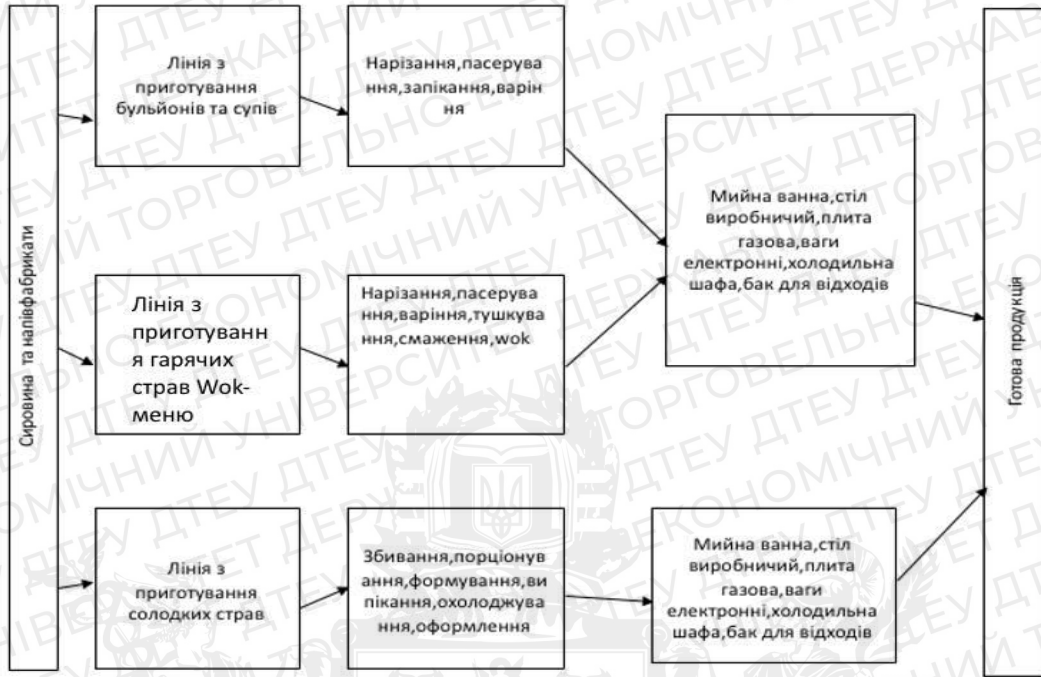 Сировина та напівфабрикати
Лінія з
приготування
бульйонів та супів
Нарізання,пасерува
ння,запікання,варін
ня
Лінія з
приготуванн
я гарячих
страв Wok-
меню
Нарізання,пасерува
ння,варіння,тушкува
ння,смаження,wok
Мийна ванна,стіл
виробничий,плита
газова,ваги
електронні,холодильна
шафа,бак для відходів
Лінія з
приготування
солодких страв
Збивання,порціонув
ання,формування,ви
пікання,охолоджува
ння,оформлення
Мийна ванна,стіл
виробничий,плита
газова,ваги
електронні,холодильна
шафа,бак для відходів
Готова продукція